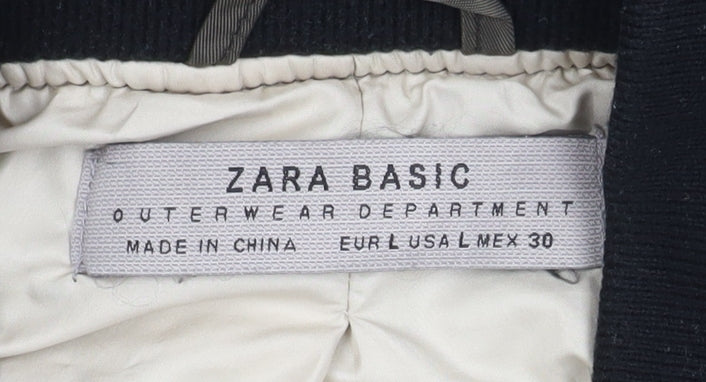 ZARA BASIC
OUTERWEAR DEPARTMENT
MADE IN CHINA EUR L USA L MEX 30